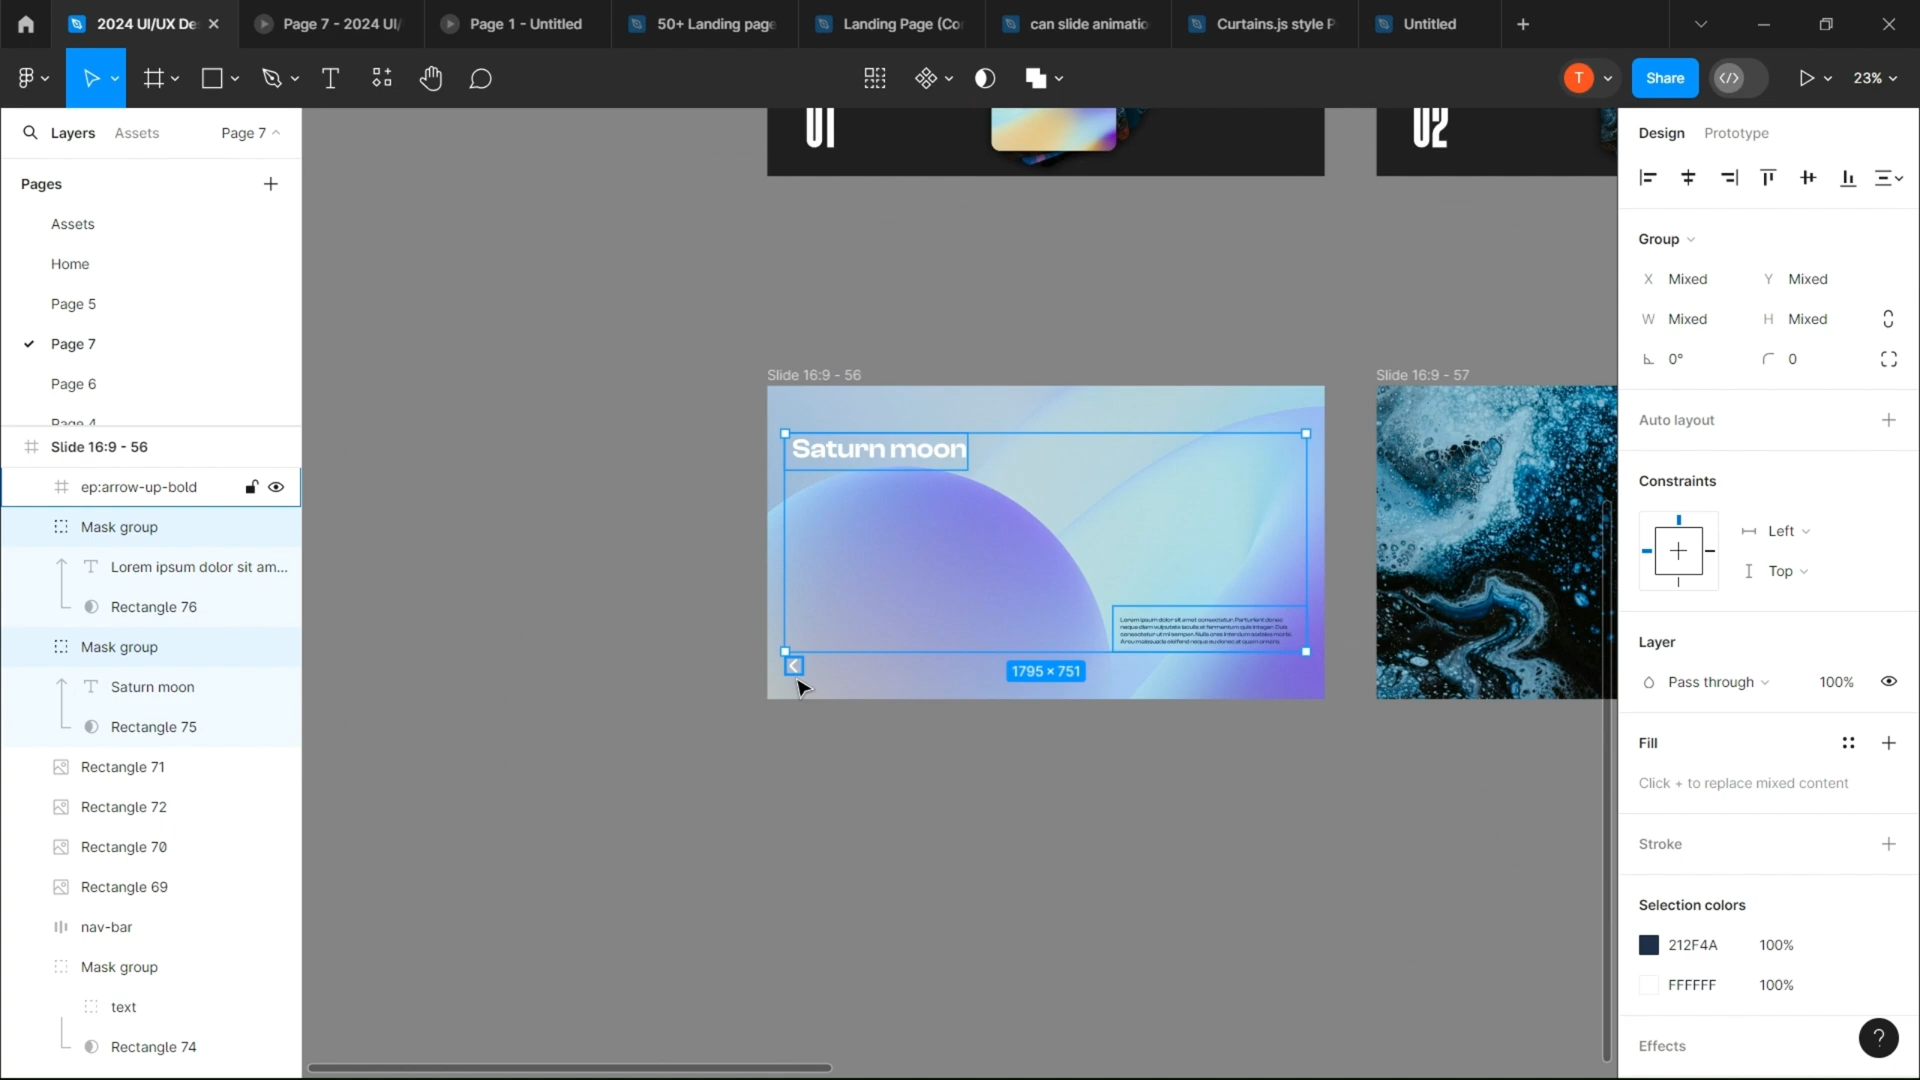 2024 UI/UX De
Page 7 - 2024 UI/
Page 1 - Untitled
50+ Landing page
Landing Page (Co
can slide animatio
Curtains.js style P
Untitled
T
Share
23%
Layers
Assets
Page 7
Pages
Assets
Home
Page 5
Page 7
Page 6
Page 4
Slide 16:9 - 56
ep:arrow-up-bold
Mask group
Lorem ipsum dolor sit am...
Rectangle 76
Mask group
Saturn moon
Rectangle 75
Rectangle 71
Rectangle 72
Rectangle 70
Rectangle 69
nav-bar
Mask group
text
Rectangle 74
01
02
Slide 16:9 - 56
Slide 16:9 - 57
Saturn moon
1795 × 751
Design
Prototype
Group
X Mixed
Y Mixed
W Mixed
H Mixed
0°
0
Auto layout
Constraints
Left
Top
Layer
Pass through
100%
Fill
Click + to replace mixed content
Stroke
Selection colors
212F4A
100%
FFFFFF
100%
Effects
?